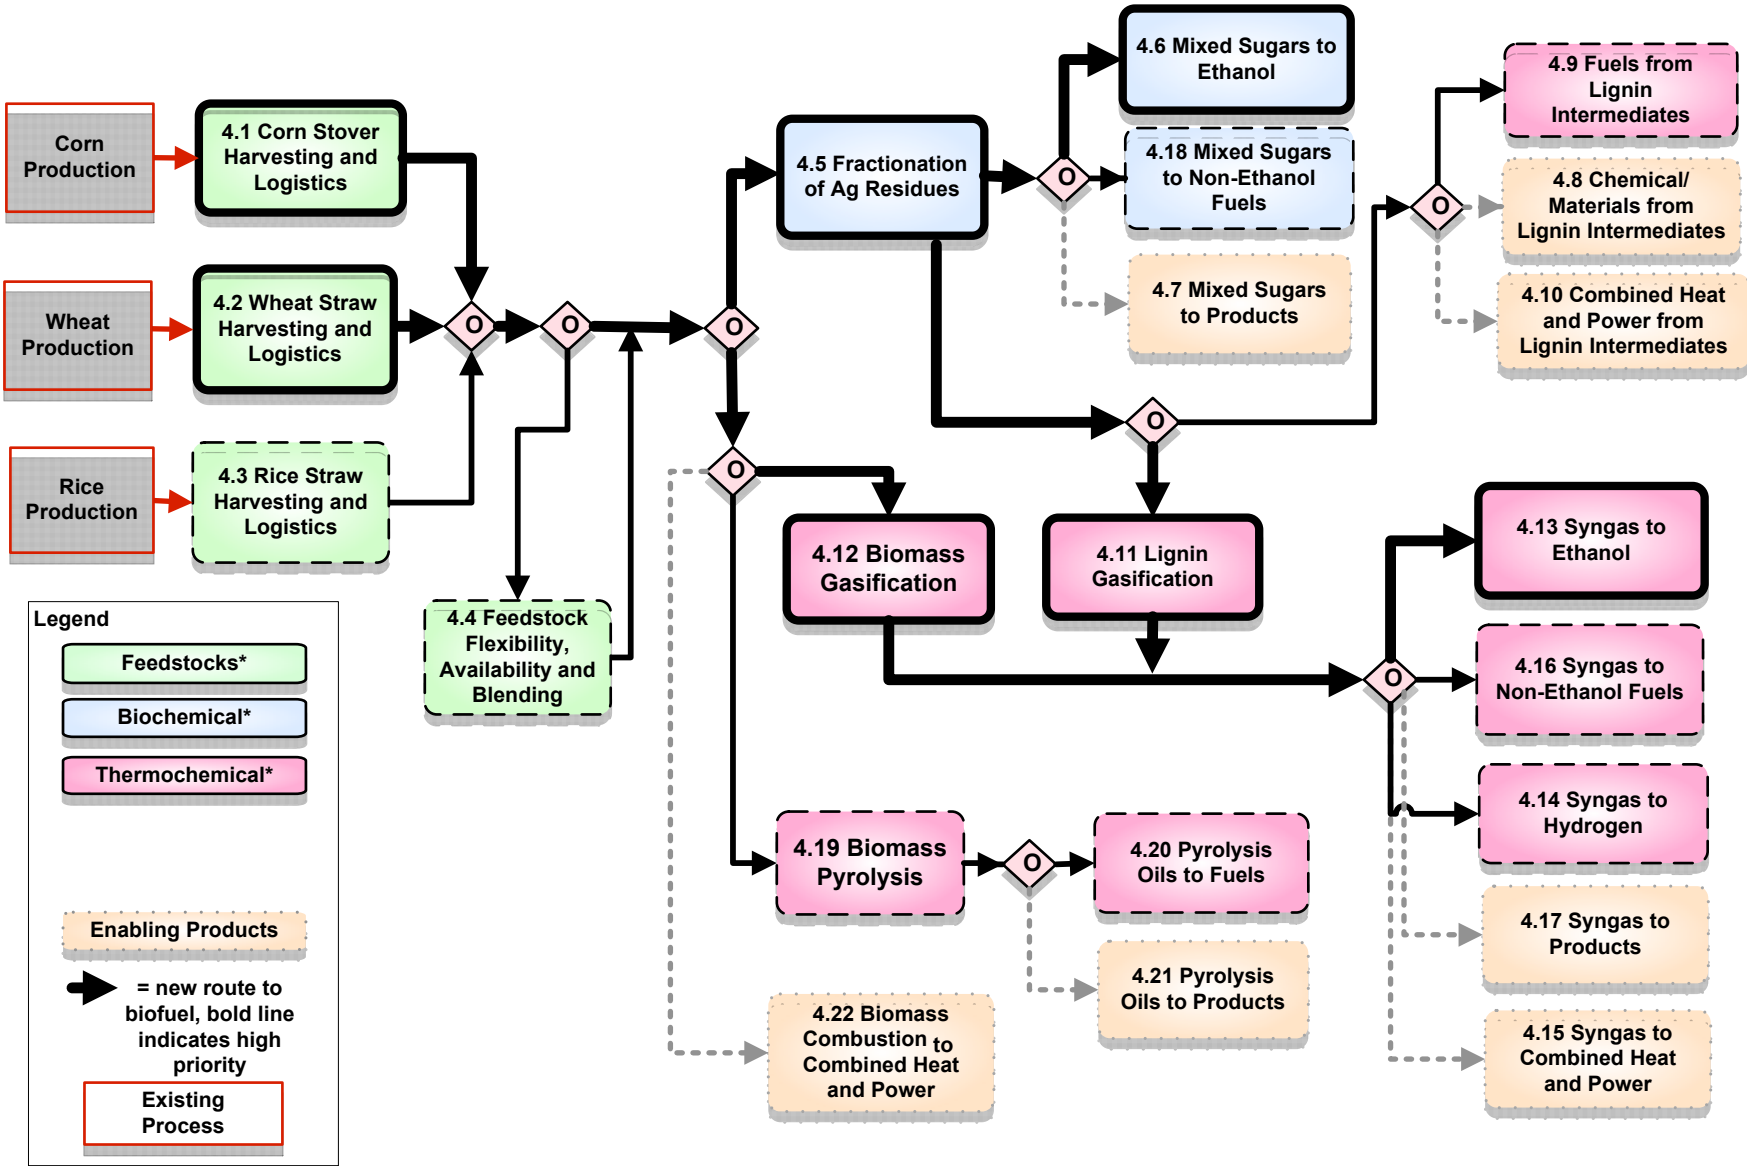 Corn
Production
4.1 Corn Stover
Harvesting and
Logistics
Wheat
Production
4.2 Wheat Straw
Harvesting and
Logistics
Rice
Production
4.3 Rice Straw
Harvesting and
Logistics
O
O
4.4 Feedstock
Flexibility,
Availability and
Blending
O
O
4.5 Fractionation
of Ag Residues
O
4.6 Mixed Sugars to
Ethanol
4.18 Mixed Sugars
to Non-Ethanol
Fuels
4.7 Mixed Sugars
to Products
O
O
4.9 Fuels from
Lignin
Intermediates
4.8 Chemical/
Materials from
Lignin Intermediates
4.10 Combined Heat
and Power from
Lignin Intermediates
4.12 Biomass
Gasification
4.11 Lignin
Gasification
O
4.13 Syngas to
Ethanol
4.16 Syngas to
Non-Ethanol Fuels
4.14 Syngas to
Hydrogen
4.17 Syngas to
Products
4.15 Syngas to
Combined Heat
and Power
4.19 Biomass
Pyrolysis
O
4.20 Pyrolysis
Oils to Fuels
4.21 Pyrolysis
Oils to Products
4.22 Biomass
Combustion to
Combined Heat
and Power
Legend
Feedstocks*
Biochemical*
Thermochemical*
Enabling Products
= new route to
biofuel, bold line
indicates high
priority
Existing
Process